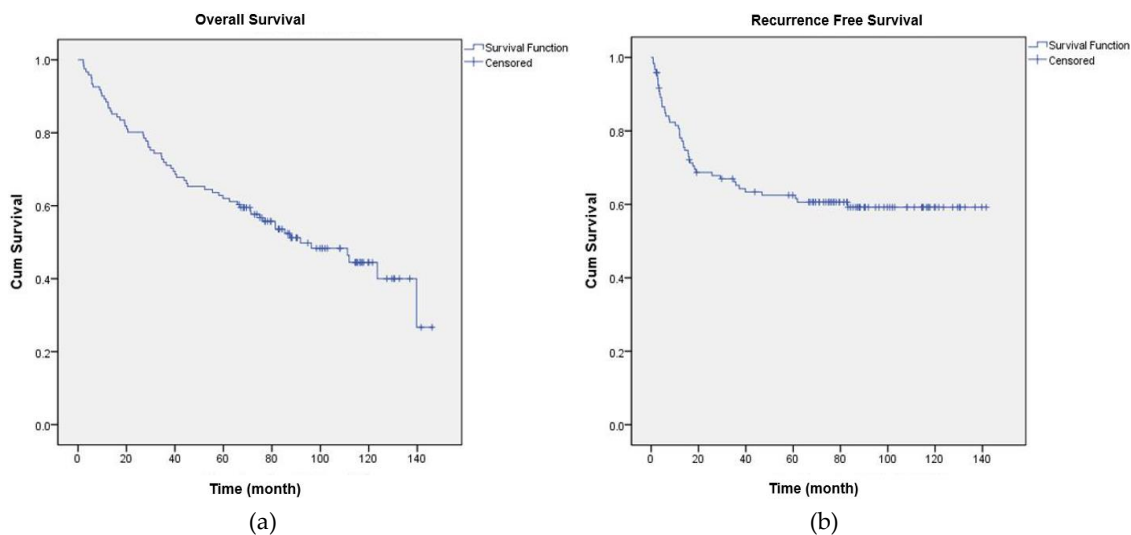 Overall Survival
Survival Function
Censored
Cum Survival
1.0
0.8
0.6
0.4
0.2
0.0
0 20 40 60 80 100 120 140
Time (month)
(a)
Recurrence Free Survival
Survival Function
Censored
Cum Survival
1.0
0.8
0.6
0.4
0.2
0.0
0 20 40 60 80 100 120 140
Time (month)
(b)